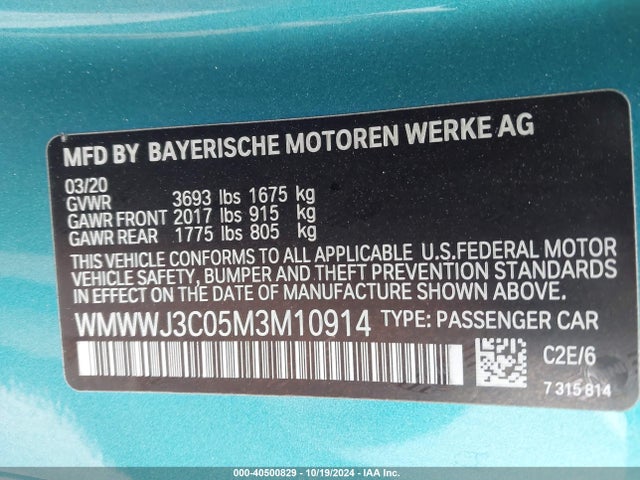 MFD BY BAYERISCHE MOTOREN WERKE AG
03/20
GVWR 3693 lbs 1675 kg
GAWR FRONT 2017 lbs 915 kg
GAWR REAR 1775 lbs 805 kg
THIS VEHICLE CONFORMS TO ALL APPLICABLE U.S.FEDERAL MOTOR
VEHICLE SAFETY, BUMPER AND THEFT PREVENTION STANDARDS
IN EFFECT ON THE DATE OF MANUFACTURE SHOWN ABOVE.
WMWWJ3C05M3M10914 TYPE: PASSENGER CAR
C2E/6
7 315 814
000-40500829 - 10/19/2024 - IAA Inc.